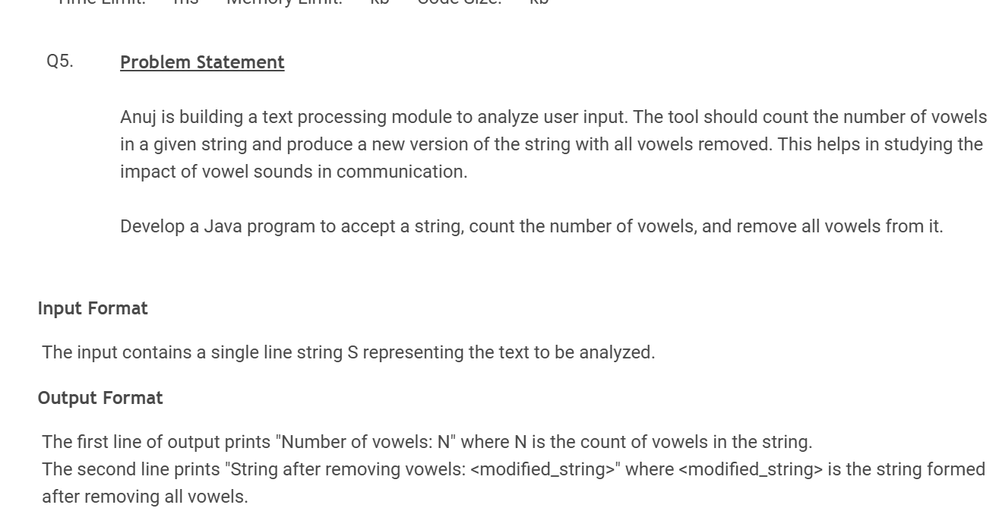 Time Limit: - ms Memory Limit: - kb Code Size: - kb
Q5. Problem Statement
Anuj is building a text processing module to analyze user input. The tool should count the number of vowels
in a given string and produce a new version of the string with all vowels removed. This helps in studying the
impact of vowel sounds in communication.
Develop a Java program to accept a string, count the number of vowels, and remove all vowels from it.
Input Format
The input contains a single line string S representing the text to be analyzed.
Output Format
The first line of output prints "Number of vowels: N" where N is the count of vowels in the string.
The second line prints "String after removing vowels: <modified_string>" where <modified_string> is the string formed
after removing all vowels.